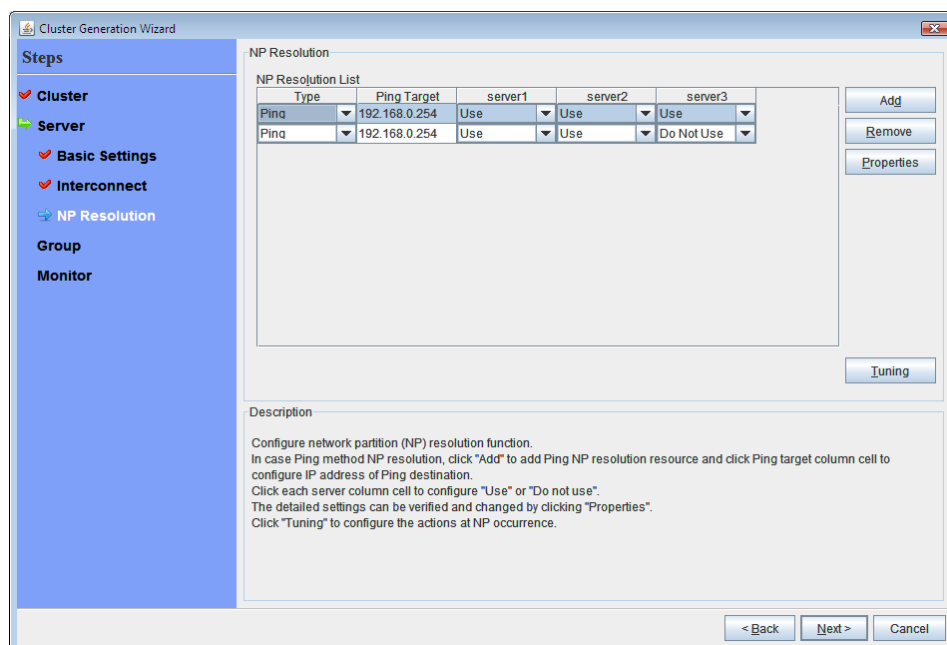 Cluster Generation Wizard
Steps
Cluster
Server
Basic Settings
Interconnect
NP Resolution
Group
Monitor
NP Resolution
NP Resolution List
Type Ping Target server1 server2 server3
Ping 192.168.0.254 Use Use Use
Ping 192.168.0.254 Use Use Do Not Use
Add
Remove
Properties
Tuning
Description
Configure network partition (NP) resolution function.
In case Ping method NP resolution, click "Add" to add Ping NP resolution resource and click Ping target column cell to
configure IP address of Ping destination.
Click each server column cell to configure "Use" or "Do not use".
The detailed settings can be verified and changed by clicking "Properties".
Click "Tuning" to configure the actions at NP occurrence.
< Back Next > Cancel